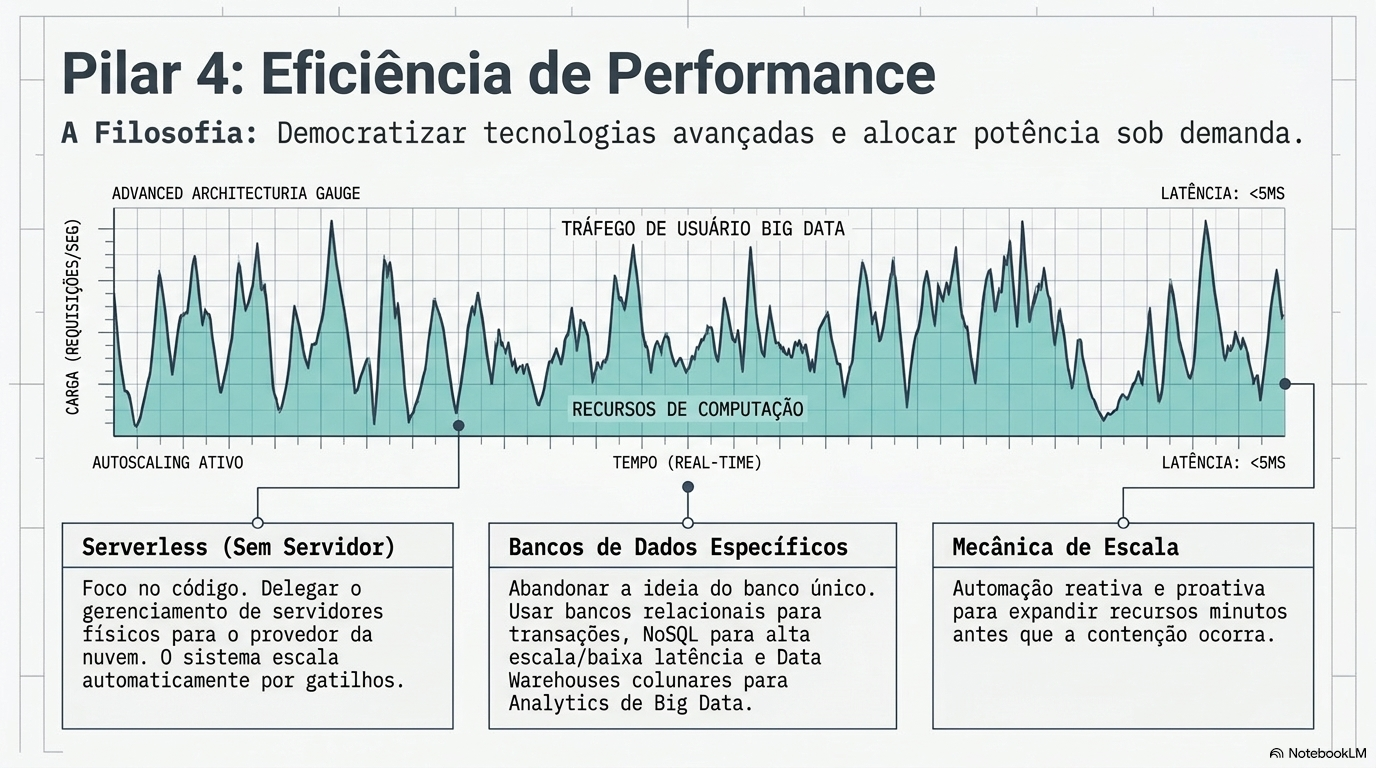 Pilar 4: Eficiência de Performance
A Filosofia: Democratizar tecnologias avançadas e alocar potência sob demanda.
ADVANCED ARCHITECTURIA GAUGE
LATÊNCIA: <5MS
CARGA (REQUISIÇÕES/SEG)
TRÁFEGO DE USUÁRIO BIG DATA
RECURSOS DE COMPUTAÇÃO
AUTOSCALING ATIVO
TEMPO (REAL-TIME)
LATÊNCIA: <5MS
Serverless (Sem Servidor)
Foco no código. Delegar o
gerenciamento de servidores
físicos para o provedor da
nuvem. O sistema escala
automaticamente por gatilhos.
Bancos de Dados Específicos
Abandonar a ideia do banco único.
Usar bancos relacionais para
transações, NoSQL para alta
escala/baixa latência e Data
Warehouses colunares para
Analytics de Big Data.
Mecânica de Escala
Automação reativa e proativa
para expandir recursos minutos
antes que a contenção ocorra.
NotebookLM